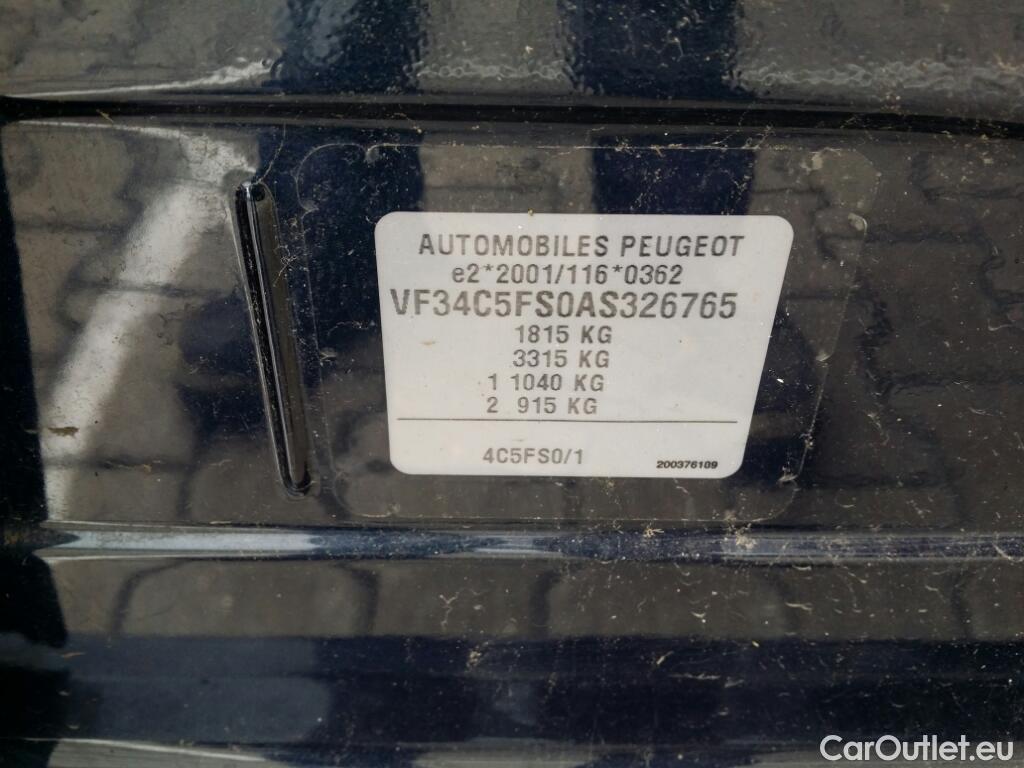 AUTOMOBILES PEUGEOT
e2*2001/116*0362
VF34C5FS0AS326765
1815 KG
3315 KG
1 1040 KG
2 915 KG
4C5FS0/1
200376109
CarOutlet.eu